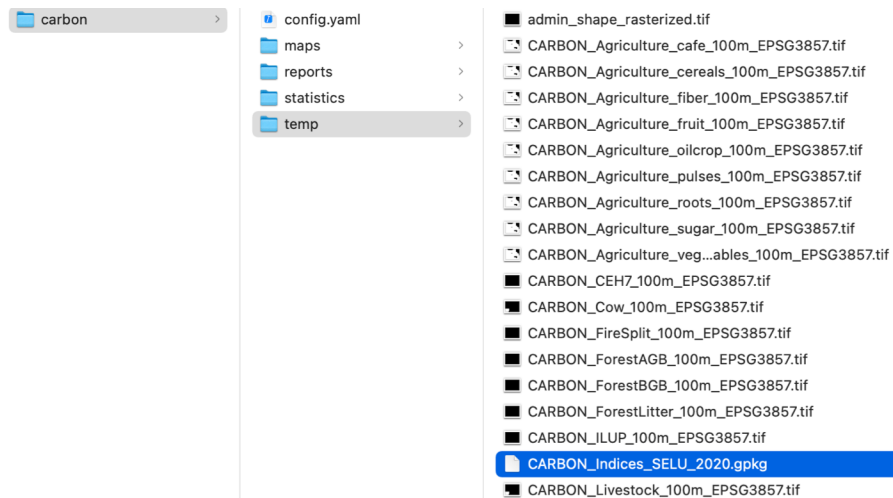 carbon
config.yaml
maps
reports
statistics
temp
admin_shape_rasterized.tif
CARBON_Agriculture_cafe_100m_EPSG3857.tif
CARBON_Agriculture_cereals_100m_EPSG3857.tif
CARBON_Agriculture_fiber_100m_EPSG3857.tif
CARBON_Agriculture_fruit_100m_EPSG3857.tif
CARBON_Agriculture_oilcrop_100m_EPSG3857.tif
CARBON_Agriculture_pulses_100m_EPSG3857.tif
CARBON_Agriculture_roots_100m_EPSG3857.tif
CARBON_Agriculture_sugar_100m_EPSG3857.tif
CARBON_Agriculture_veg...ables_100m_EPSG3857.tif
CARBON_CEH7_100m_EPSG3857.tif
CARBON_Cow_100m_EPSG3857.tif
CARBON_FireSplit_100m_EPSG3857.tif
CARBON_ForestAGB_100m_EPSG3857.tif
CARBON_ForestBGB_100m_EPSG3857.tif
CARBON_ForestLitter_100m_EPSG3857.tif
CARBON_ILUP_100m_EPSG3857.tif
CARBON_Indices_SELU_2020.gpkg
CARBON_Livestock_100m_EPSG3857.tif